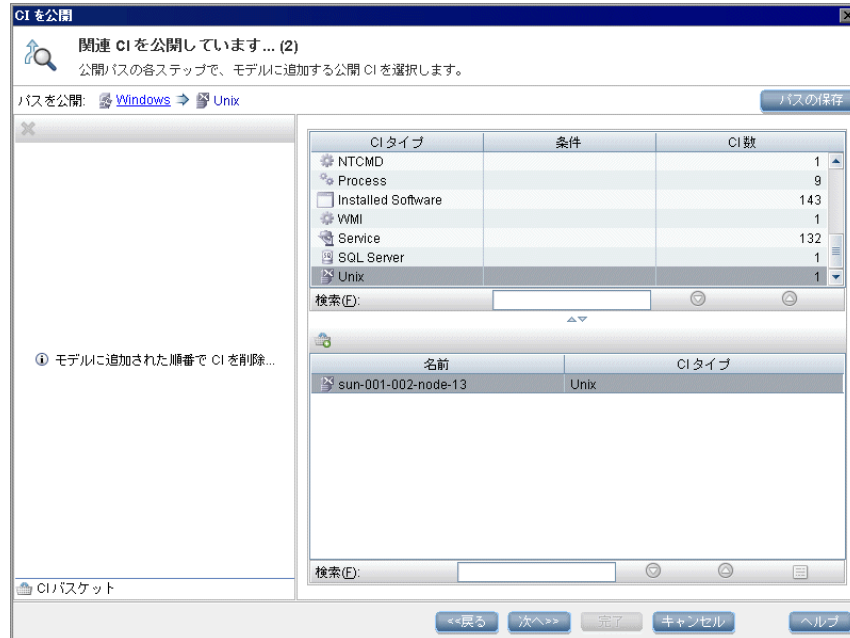 CI を公開
関連 CI を公開しています... (2)
公開パスの各ステップで、モデルに追加する公開 CI を選択します。
パスを公開: Windows ⇒ Unix
パスの保存
CI タイプ 条件 CI 数
NTCMD 1
Process 9
Installed Software 143
WMI 1
Service 132
SQL Server 1
Unix 1
検索(F):
モデルに追加された順番で CI を削除...
名前 CI タイプ
sun-001-002-node-13 Unix
検索(F):
CI バスケット
<<戻る 次へ>> 完了 キャンセル ヘルプ